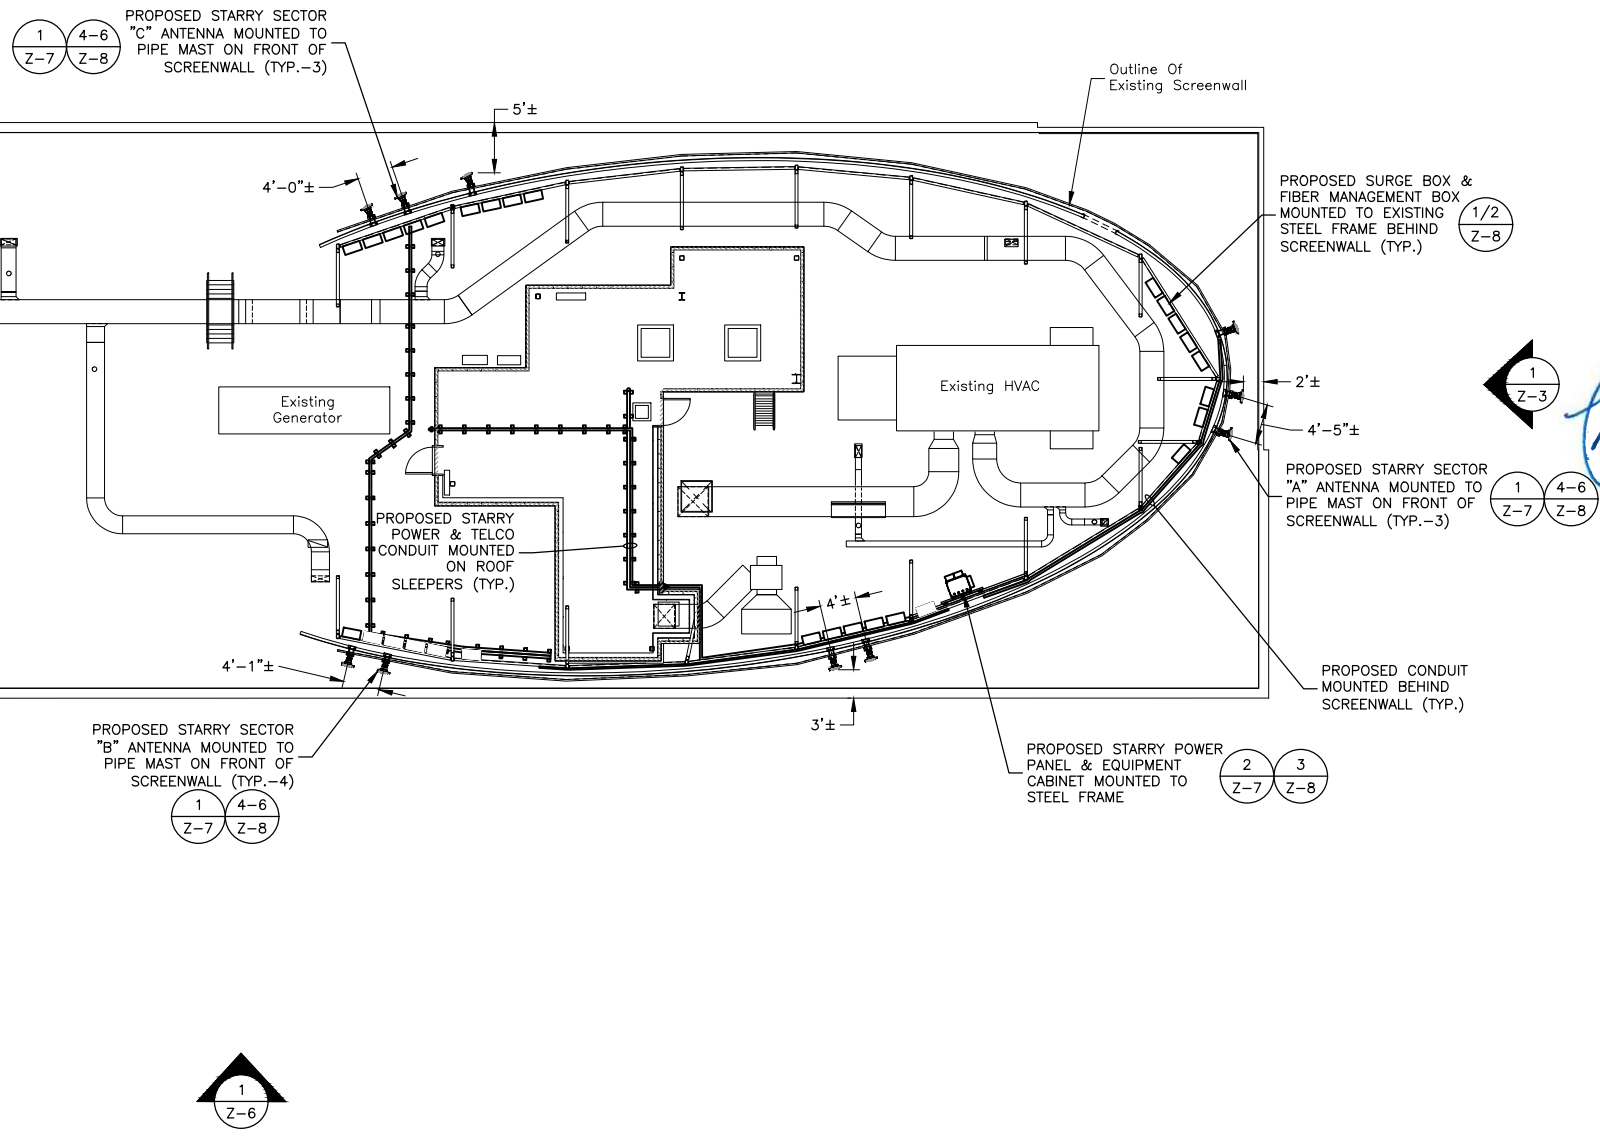 PROPOSED STARRY SECTOR
"C" ANTENNA MOUNTED TO
PIPE MAST ON FRONT OF
SCREENWALL (TYP.-3)
1
Z-7
4-6
Z-8
5'±
Outline Of
Existing Screenwall
4'-0"±
PROPOSED SURGE BOX &
FIBER MANAGEMENT BOX
MOUNTED TO EXISTING
STEEL FRAME BEHIND
SCREENWALL (TYP.)
1/2
Z-8
Existing
Generator
Existing HVAC
2'±
1
Z-3
4'-5"±
PROPOSED STARRY SECTOR
"A" ANTENNA MOUNTED TO
PIPE MAST ON FRONT OF
SCREENWALL (TYP.-3)
1
Z-7
4-6
Z-8
PROPOSED STARRY
POWER & TELCO
CONDUIT MOUNTED
ON ROOF
SLEEPERS (TYP.)
4'±
4'-1"±
PROPOSED CONDUIT
MOUNTED BEHIND
SCREENWALL (TYP.)
3'±
PROPOSED STARRY SECTOR
"B" ANTENNA MOUNTED TO
PIPE MAST ON FRONT OF
SCREENWALL (TYP.-4)
1
Z-7
4-6
Z-8
PROPOSED STARRY POWER
PANEL & EQUIPMENT
CABINET MOUNTED TO
STEEL FRAME
2
Z-7
3
Z-8
1
Z-6